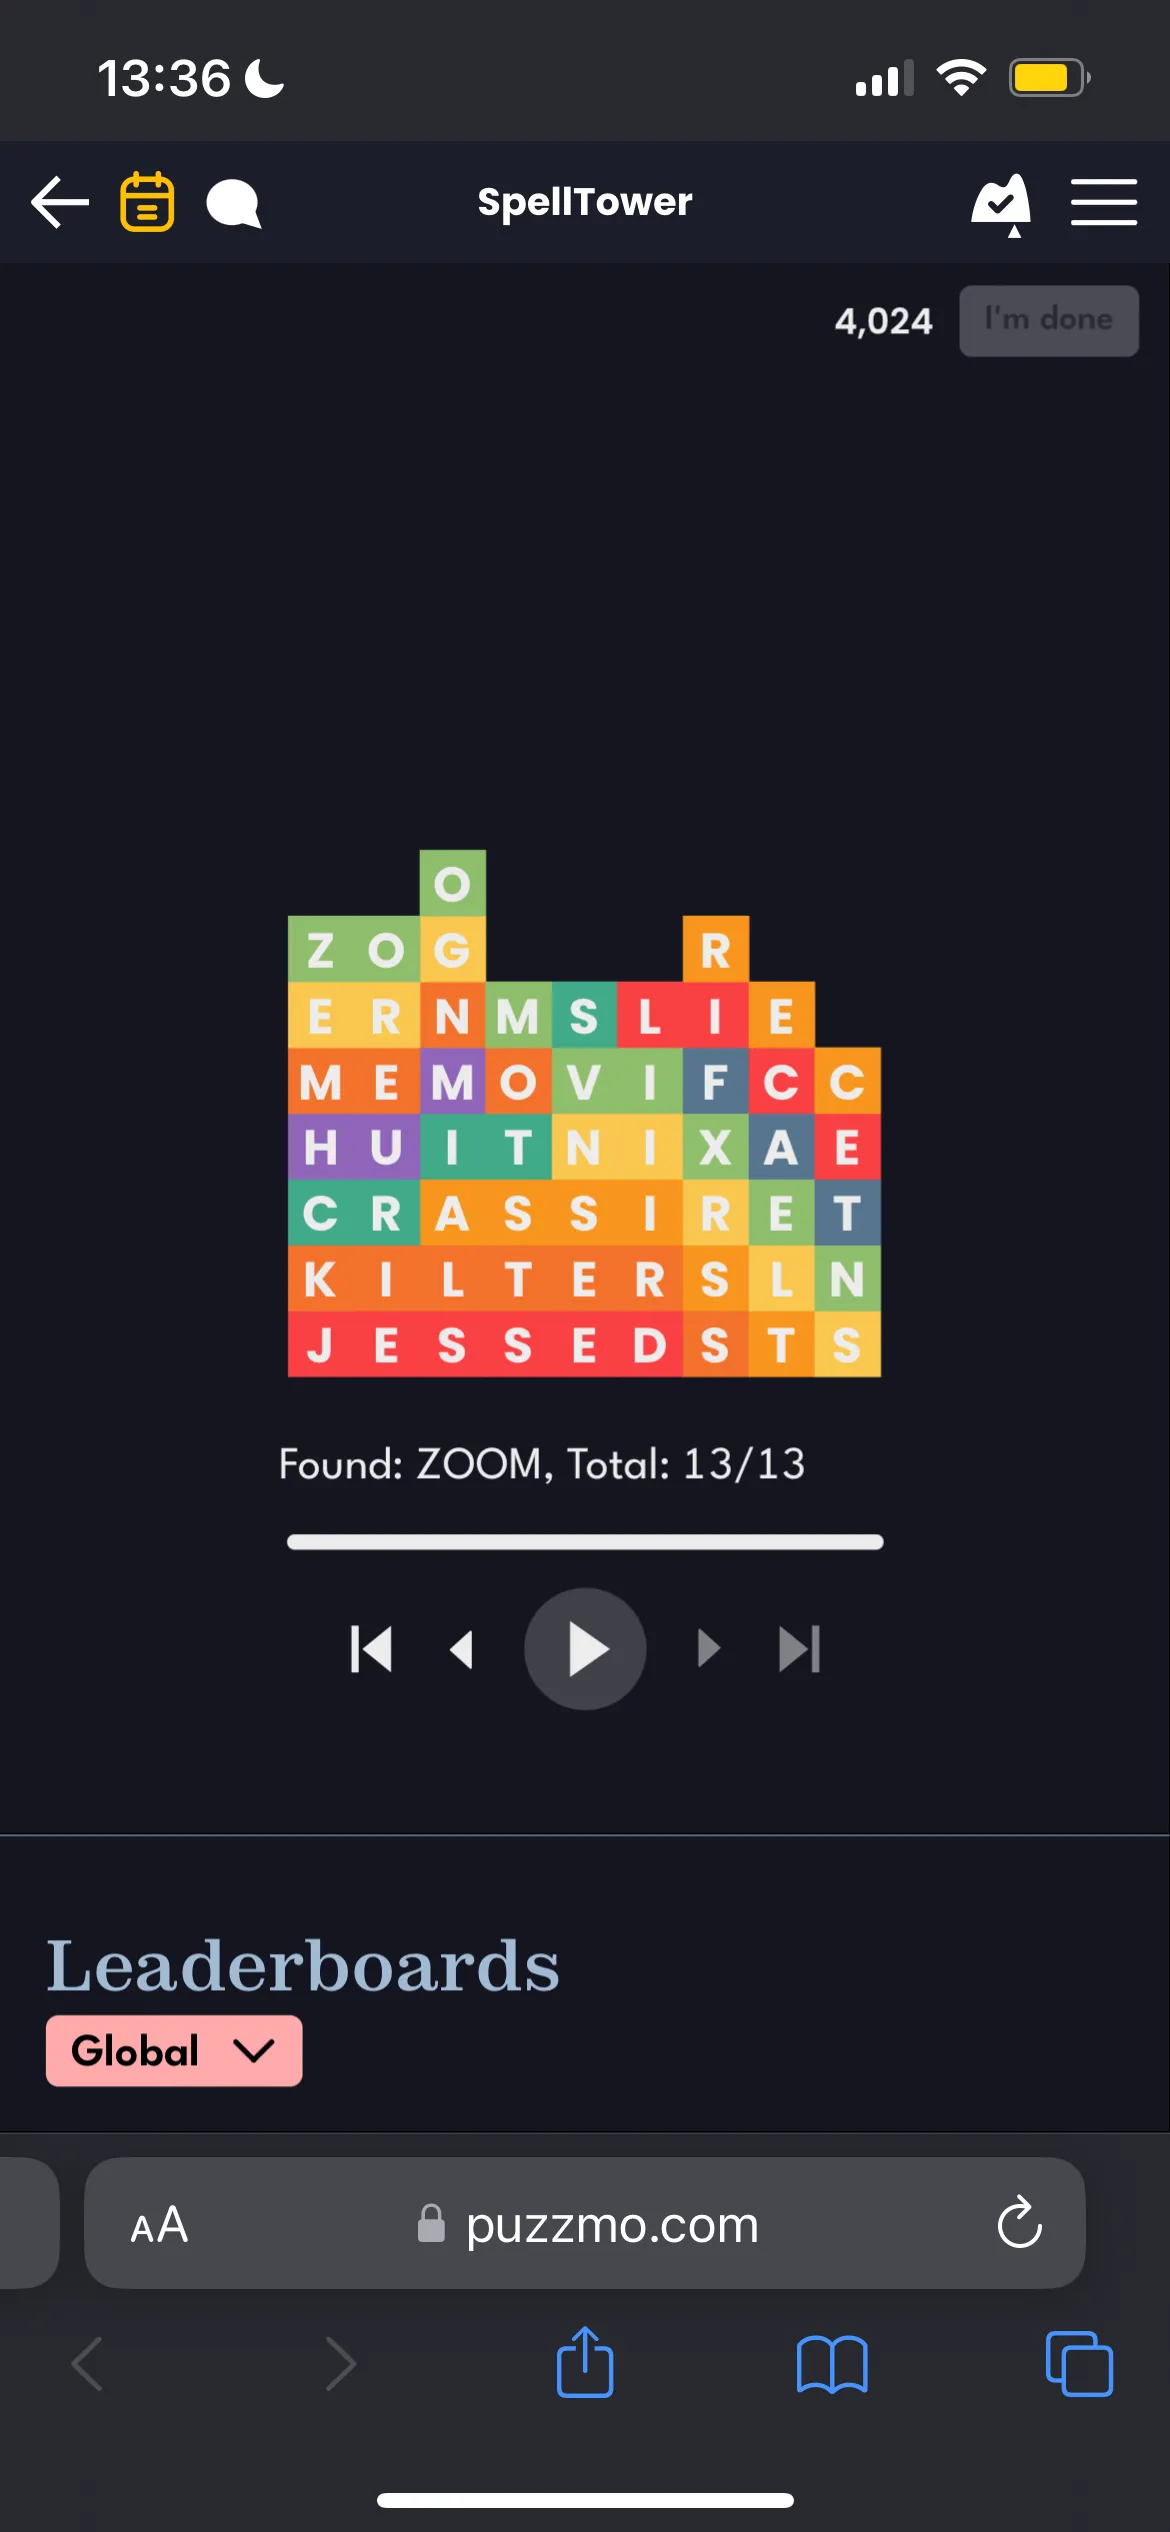 13:36
SpellTower
4,024 I'm done
O
Z O G R
E R N M S L I E
M E M O V I F C C
H U I T N I X A E
C R A S S I R E T
K I L T E R S L N
J E S S E D S T S
Found: ZOOM, Total: 13/13
Leaderboards
Global
AA puzzmo.com